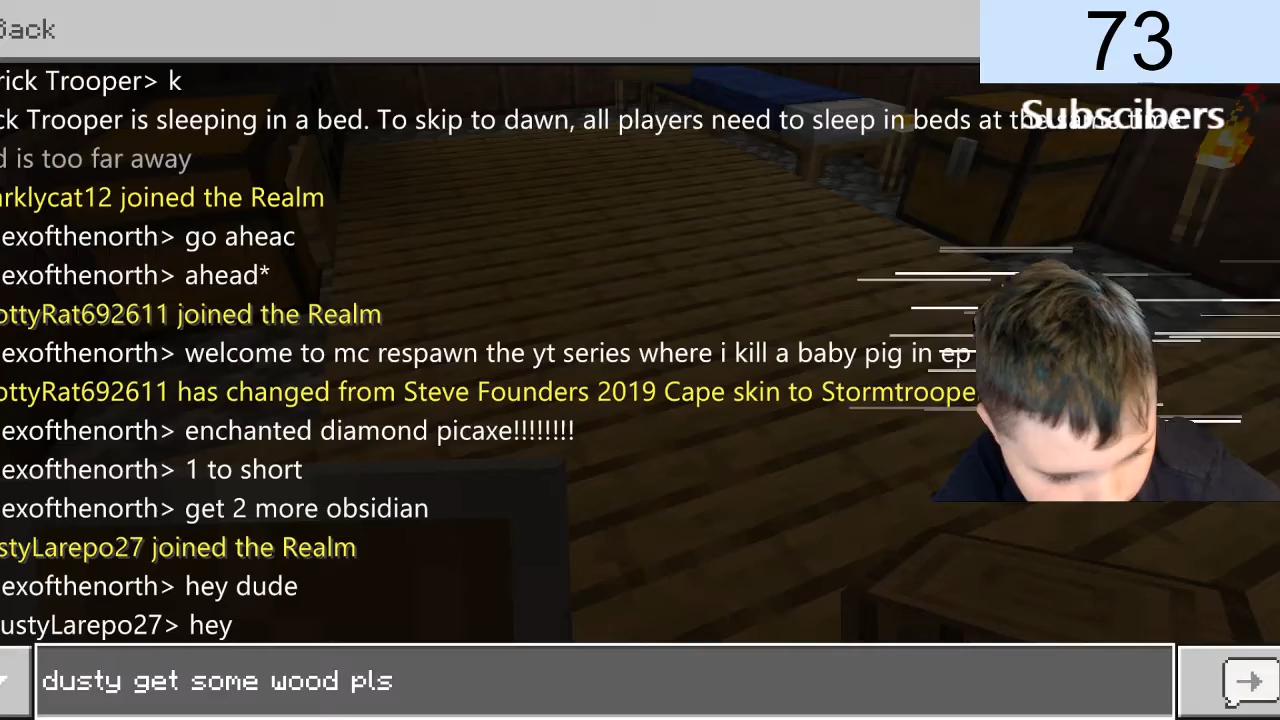 Back
73
Subscibers
rick Trooper> k
ck Trooper is sleeping in a bed. To skip to dawn, all players need to sleep in beds at the same time
d is too far away
arklycat12 joined the Realm
exofthenorth> go aheac
exofthenorth> ahead*
ottyRat692611 joined the Realm
exofthenorth> welcome to mc respawn the yt series where i kill a baby pig in ep
ottyRat692611 has changed from Steve Founders 2019 Cape skin to Stormtroope
exofthenorth> enchanted diamond picaxe!!!!!!!!
exofthenorth> 1 to short
exofthenorth> get 2 more obsidian
styLarepo27 joined the Realm
exofthenorth> hey dude
ustyLarepo27> hey
dusty get some wood pls